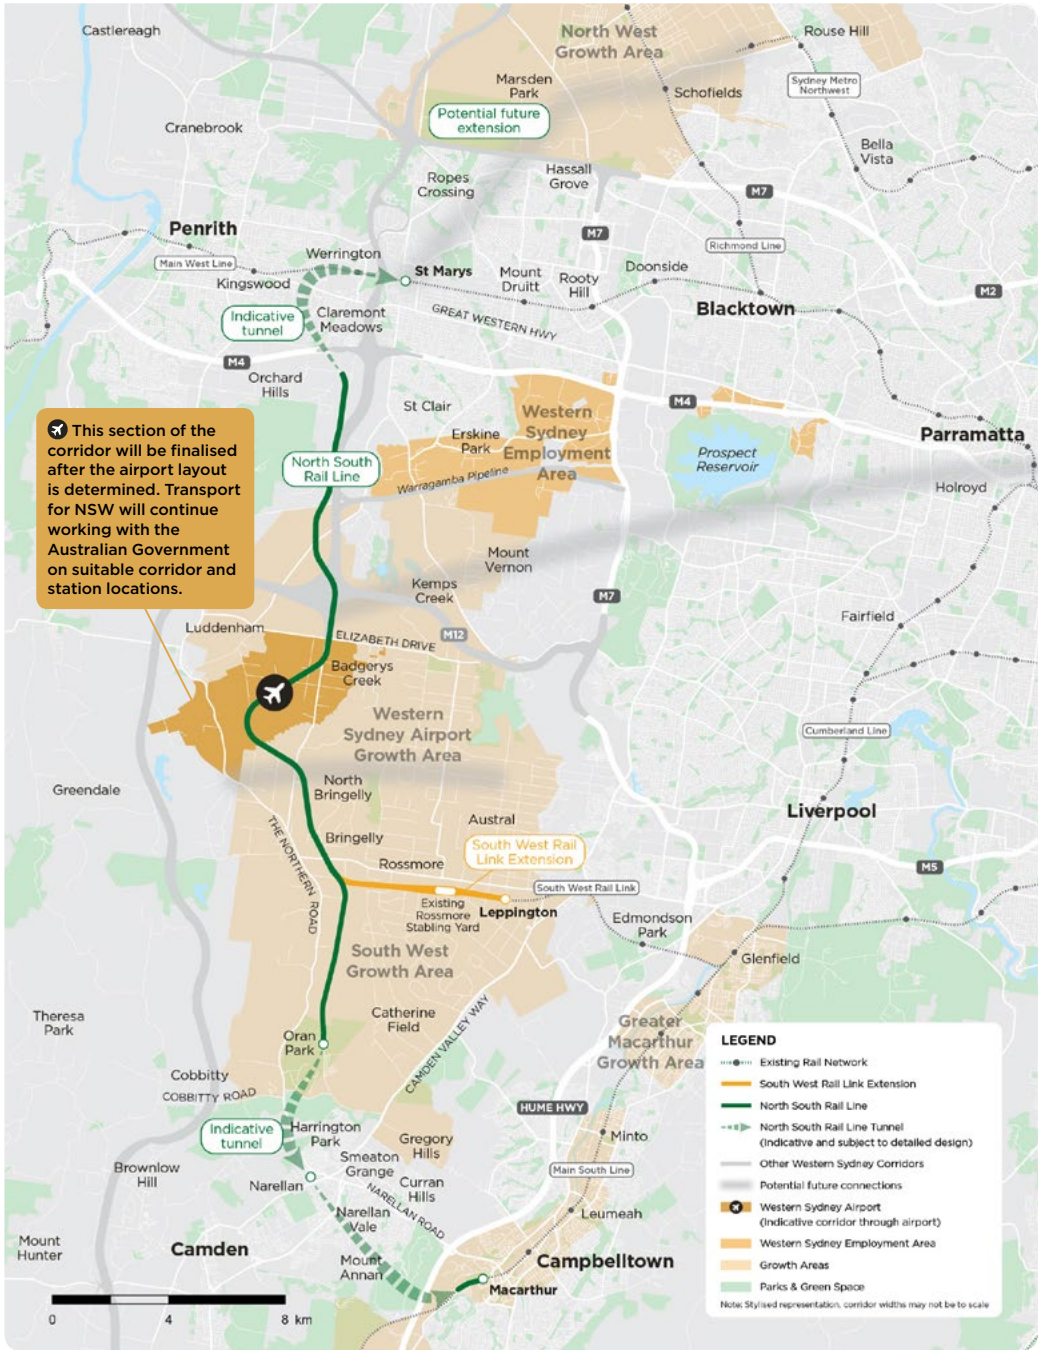 Castlereagh
North West
Growth Area
Rouse Hill
Marsden
Park
Schofields
Sydney Metro
Northwest
Potential future
extension
Cranebrook
Bella
Vista
Ropes
Crossing
Hassall
Grove
M7
Penrith
M7
Richmond Line
Main West Line
Werrington
Kingswood
St Marys
Mount
Druitt
Rooty
Hill
Doonside
M2
Blacktown
Indicative
tunnel
Claremont
Meadows
GREAT WESTERN HWY
M4
Orchard
Hills
St Clair
M4
Western
Sydney
Employment
Area
Erskine
Park
Parramatta
Prospect
Reservoir
This section of the
corridor will be finalised
after the airport layout
is determined. Transport
for NSW will continue
working with the
Australian Government
on suitable corridor and
station locations.
North South
Rail Line
Warragamba Pipeline
Holroyd
Mount
Vernon
Kemps
Creek
M7
Fairfield
Luddenham
ELIZABETH DRIVE
M12
Badgerys
Creek
Western
Sydney Airport
Growth Area
Cumberland Line
Greendale
North
Bringelly
Liverpool
THE NORTHERN ROAD
Bringelly
Austral
South West Rail
Link Extension
Rossmore
M5
South West Rail Link
Existing
Rossmore
Stabling Yard
Leppington
Edmondson
Park
South West
Growth Area
Glenfield
Theresa
Park
Catherine
Field
CAMDEN VALLEY WAY
Greater
Macarthur
Growth Area
Oran
Park
Cobbitty
COBBITTY ROAD
HUME HWY
Indicative
tunnel
Harrington
Park
Gregory
Hills
Minto
Smeaton
Grange
Main South Line
Brownlow
Hill
Narellan
Curran
Hills
NARELLAN ROAD
Narellan
Vale
Leumeah
Mount
Hunter
Camden
Mount
Annan
Campbelltown
Macarthur
0 4 8 km
LEGEND
Existing Rail Network
South West Rail Link Extension
North South Rail Line
North South Rail Line Tunnel
(Indicative and subject to detailed design)
Other Western Sydney Corridors
Potential future connections
Western Sydney Airport
(Indicative corridor through airport)
Western Sydney Employment Area
Growth Areas
Parks & Green Space
Note: Stylised representation, corridor widths may not be to scale